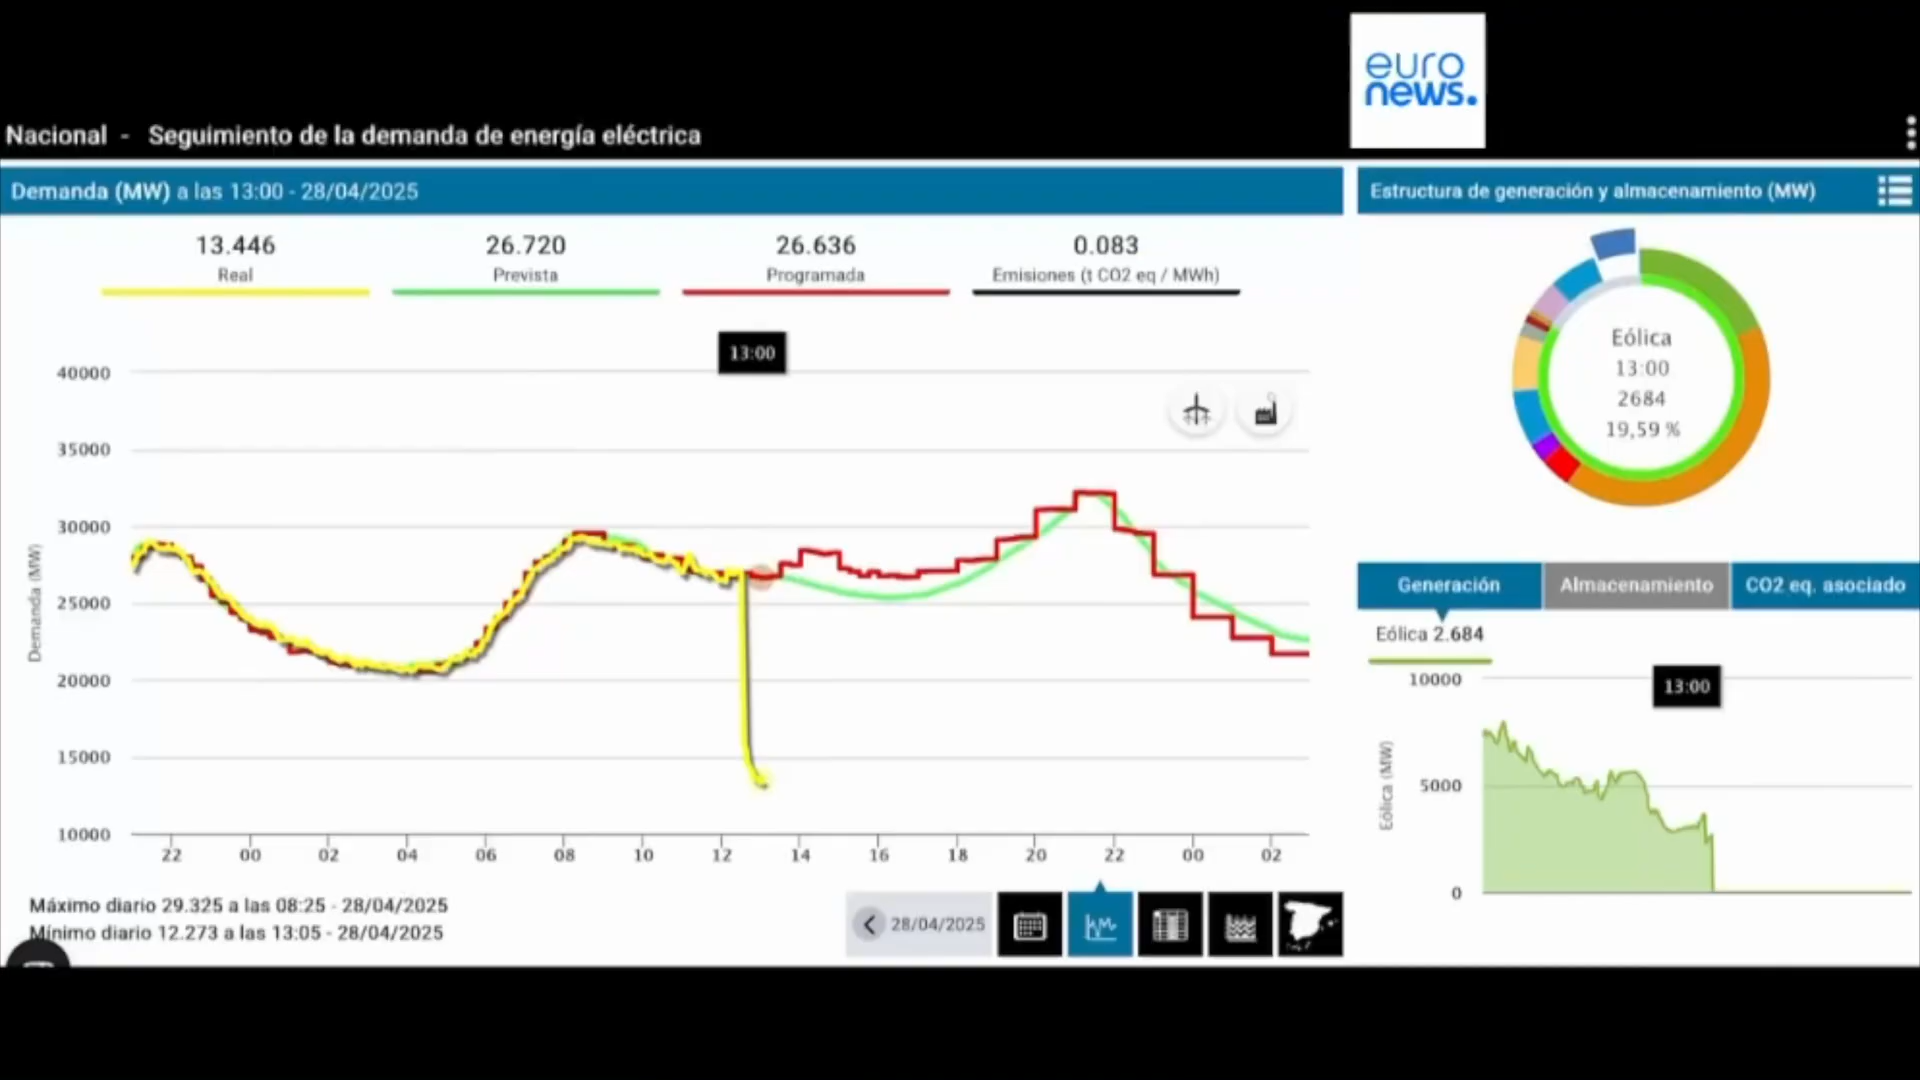 euro
news.
Nacional - Seguimiento de la demanda de energía eléctrica
Demanda (MW) a las 13:00 - 28/04/2025
13.446 26.720 26.636 0.083
Real Prevista Programada Emisiones (t CO2 eq / MWh)
13:00
40000
35000
30000
25000
20000
15000
10000
Demanda (MW)
22 00 02 04 06 08 10 12 14 16 18 20 22 00 02
Máximo diario 29.325 a las 08:25 - 28/04/2025
Mínimo diario 12.273 a las 13:05 - 28/04/2025
28/04/2025
Estructura de generación y almacenamiento (MW)
Eólica
13:00
2684
19,59 %
Generación Almacenamiento CO2 eq. asociado
Eólica 2.684
13:00
10000
5000
0
Eólica (MW)